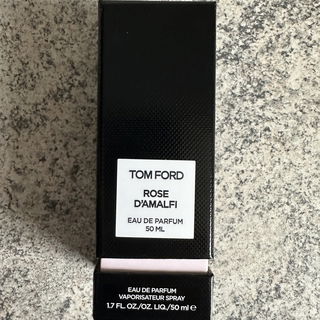 TOM FORD
ROSE
D'AMALFI
EAU DE PARFUM
50 ML
EAU DE PARFUM
VAPORISATEUR SPRAY
1.7 FL. OZ./OZ. LIQ./50 ml ℮